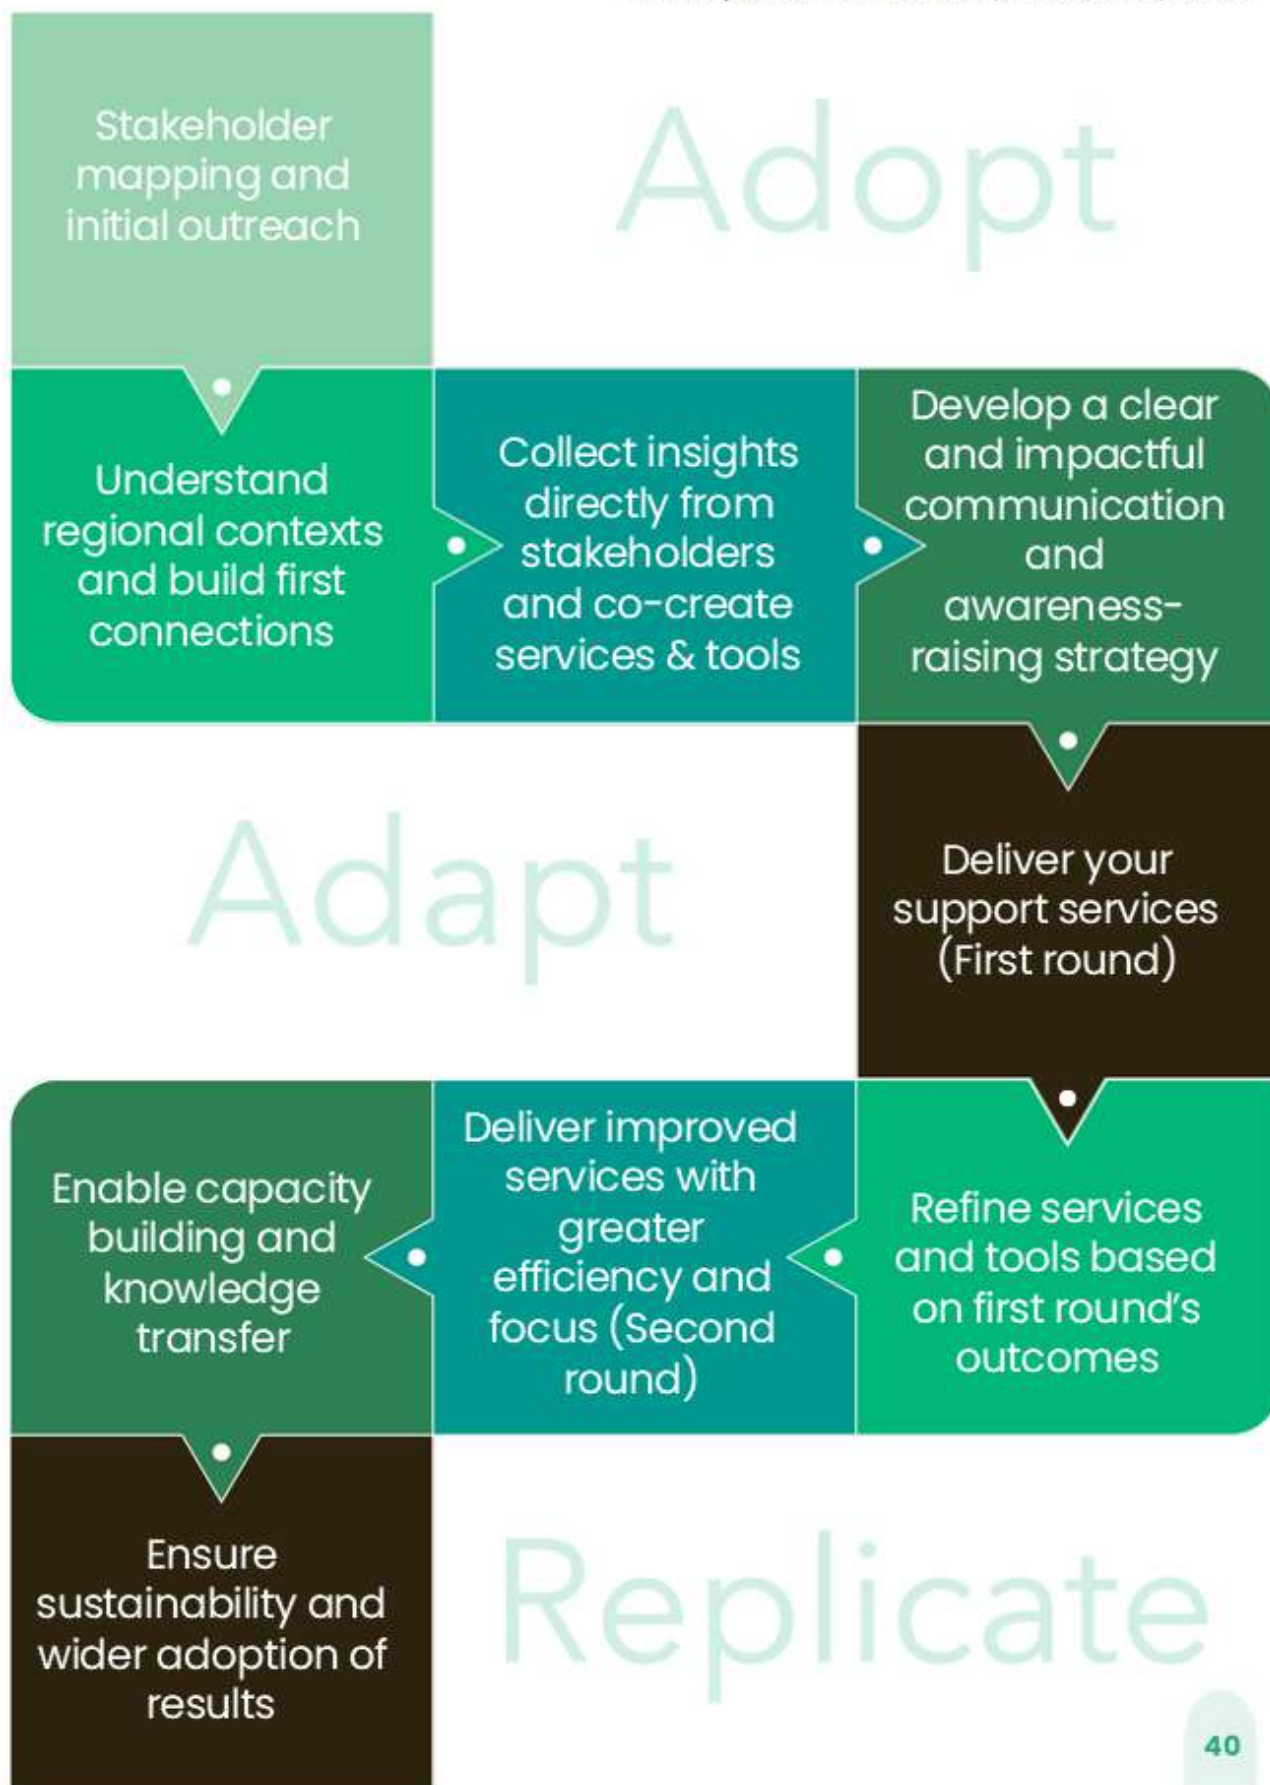 Stakeholder
mapping and
initial outreach
Adopt
Understand
regional contexts
and build first
connections
Collect insights
directly from
stakeholders
and co-create
services & tools
Develop a clear
and impactful
communication
and
awareness-
raising strategy
Adapt
Deliver your
support services
(First round)
Refine services
and tools based
on first round's
outcomes
Deliver improved
services with
greater
efficiency and
focus (Second
round)
Enable capacity
building and
knowledge
transfer
Ensure
sustainability and
wider adoption of
results
Replicate
40